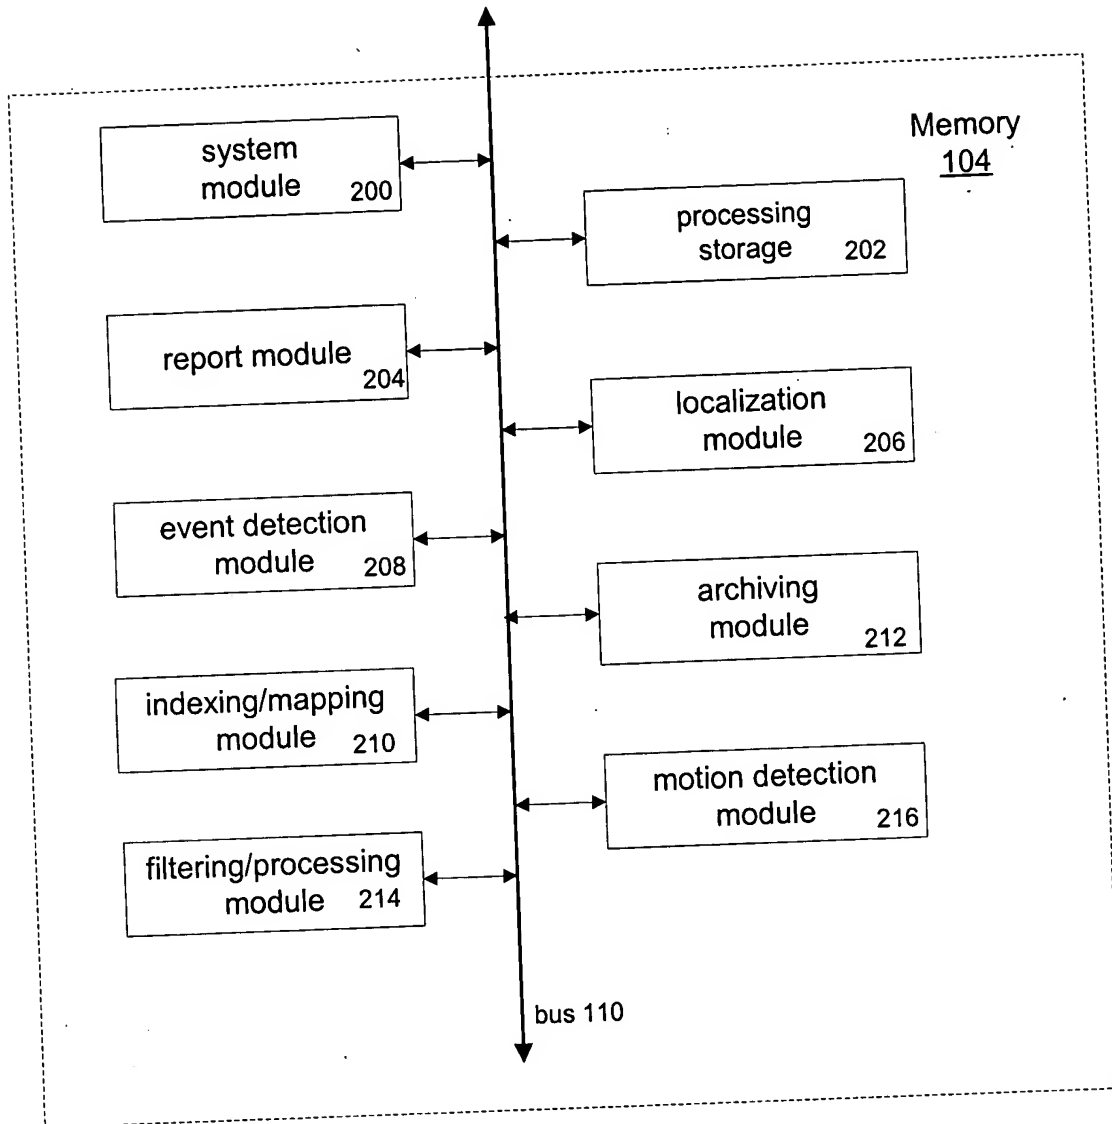 Memory
104
system
module 200
processing
storage 202
report module
204
localization
module 206
event detection
module 208
archiving
module 212
indexing/mapping
module 210
motion detection
module 216
filtering/processing
module 214
bus 110